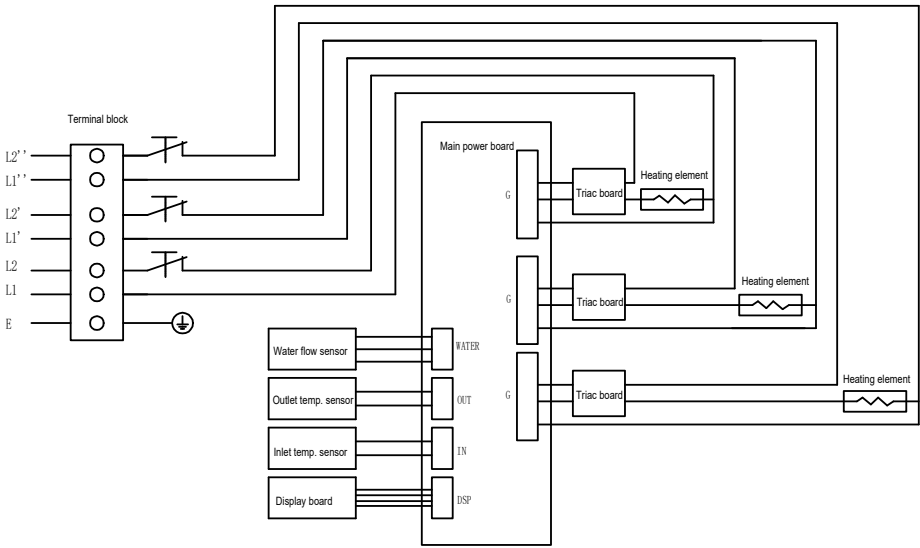 Terminal block
L2''
L1''
L2'
L1'
L2
L1
E
Main power board
G
Triac board
Heating element
G
Triac board
Heating element
G
Triac board
Heating element
Water flow sensor
WATER
Outlet temp. sensor
OUT
Inlet temp. sensor
IN
Display board
DSP